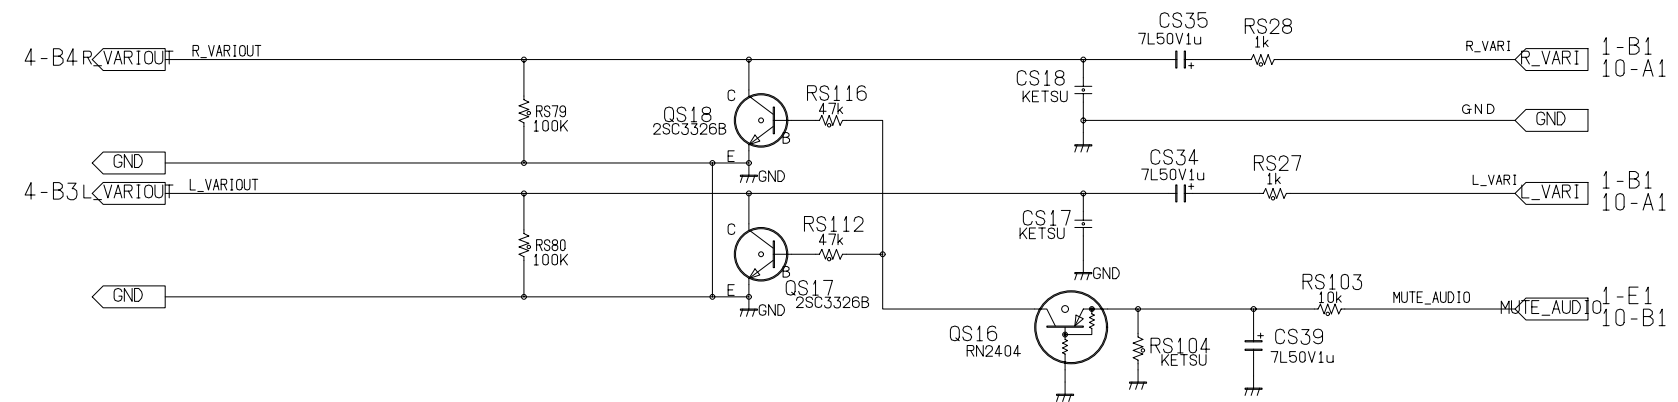 CS35
7L50V1u
RS28
1k
4-B4
R_VARIOUT
R_VARIOUT
R_VARI
R_VARI
1-B1
10-A1
CS18
KETSU
RS116
47k
C
QS18
2SC3326B
B
RS79
100K
GND
GND
GND
E
GND
CS34
7L50V1u
RS27
1k
4-B3
L_VARIOUT
L_VARIOUT
L_VARI
L_VARI
1-B1
10-A1
CS17
KETSU
RS112
47k
C
B
RS80
100K
GND
GND
E
QS17
2SC3326B
GND
RS103
10k
MUTE_AUDIO
MUTE_AUDIO
1-E1
10-B1
QS16
RN2404
RS104
KETSU
CS39
7L50V1u